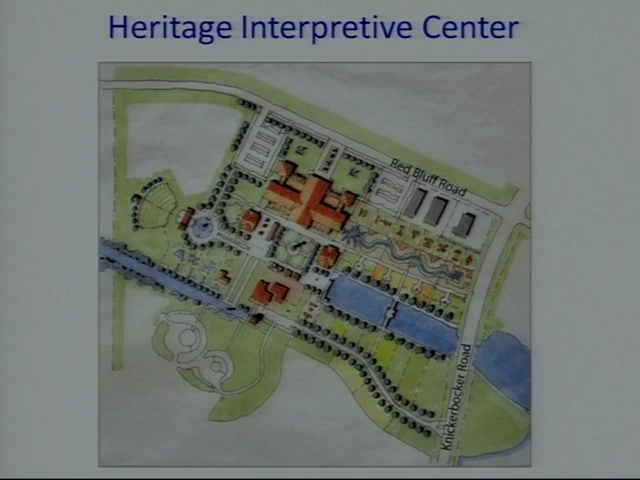 Heritage Interpretive Center
Red Bluff Road
Knickerbocker Road